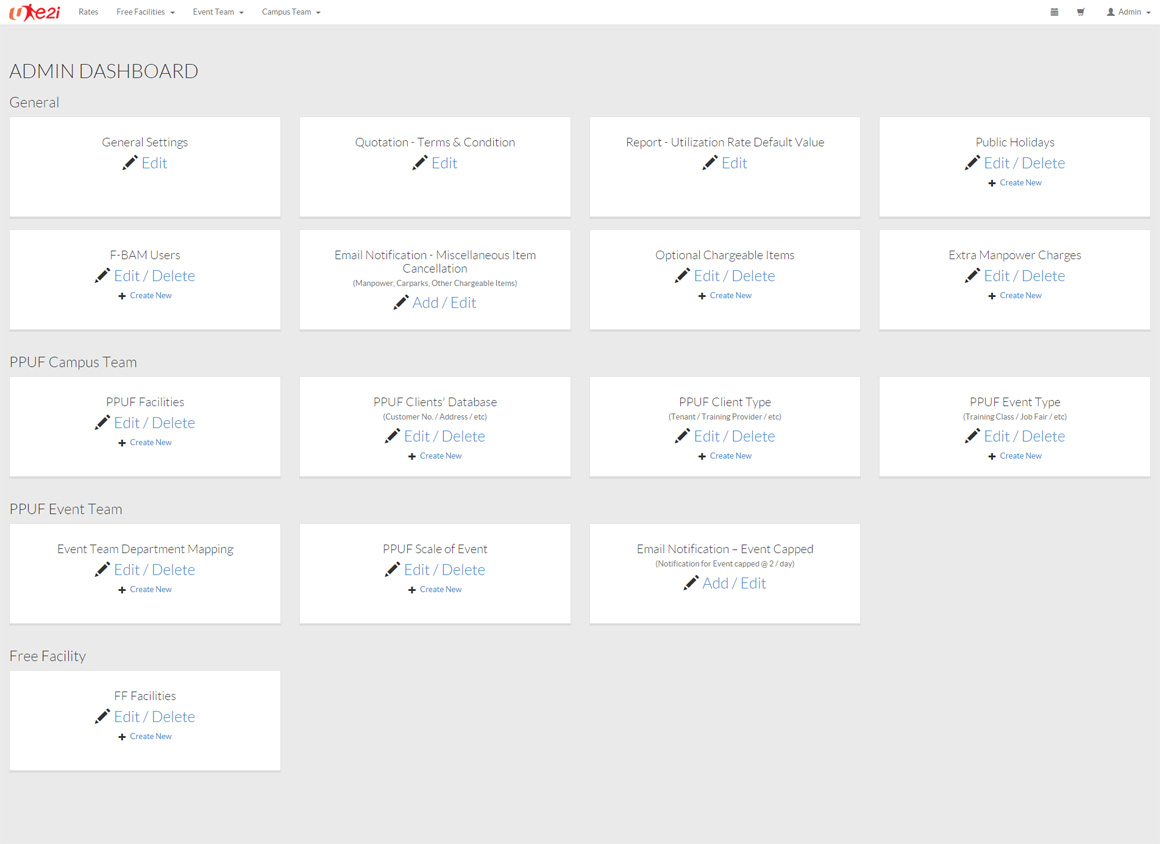 e2i
Rates
Free Facilities
Event Team
Campus Team
Admin
ADMIN DASHBOARD
General
General Settings
Edit
Quotation - Terms & Condition
Edit
Report - Utilization Rate Default Value
Edit
Public Holidays
Edit / Delete
Create New
F-BAM Users
Edit / Delete
Create New
Email Notification - Miscellaneous Item
Cancellation
(Manpower, Carparks, Other Chargeable Items)
Add / Edit
Optional Chargeable Items
Edit / Delete
Create New
Extra Manpower Charges
Edit / Delete
Create New
PPUF Campus Team
PPUF Facilities
Edit / Delete
Create New
PPUF Clients' Database
(Customer No. / Address / etc)
Edit / Delete
Create New
PPUF Client Type
(Tenant / Training Provider / etc)
Edit / Delete
Create New
PPUF Event Type
(Training Class / Job Fair / etc)
Edit / Delete
Create New
PPUF Event Team
Event Team Department Mapping
Edit / Delete
Create New
PPUF Scale of Event
Edit / Delete
Create New
Email Notification – Event Capped
(Notification for Event capped @ 2 / day)
Add / Edit
Free Facility
FF Facilities
Edit / Delete
Create New